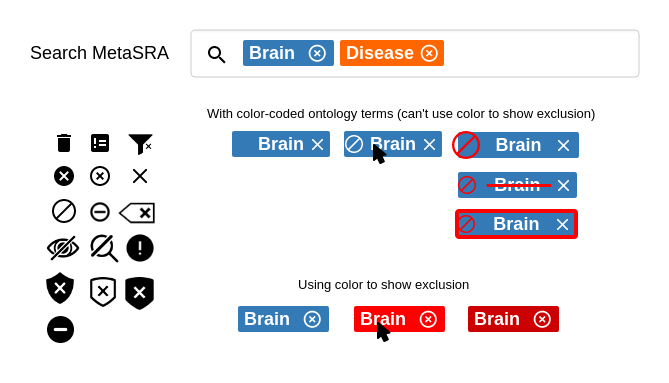 Search MetaSRA Brain Disease
With color-coded ontology terms (can't use color to show exclusion)
Brain Brain Brain
Brain
Brain
Using color to show exclusion
Brain Brain Brain